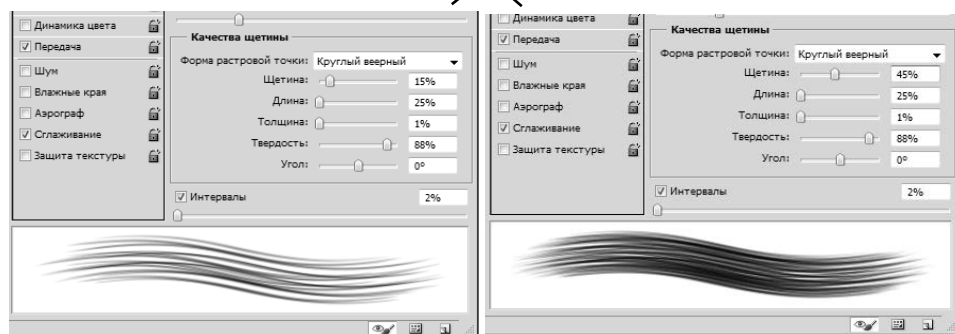 Динамика цвета
Передача
Шум
Влажные края
Аэрограф
Сглаживание
Защита текстуры
Качества щетины
Форма растровой точки: Круглый веерный
Щетина: 15%
Длина: 25%
Толщина: 1%
Твердость: 88%
Угол: 0°
Интервалы 2%
Динамика цвета
Передача
Шум
Влажные края
Аэрограф
Сглаживание
Защита текстуры
Качества щетины
Форма растровой точки: Круглый веерный
Щетина: 45%
Длина: 25%
Толщина: 1%
Твердость: 88%
Угол: 0°
Интервалы 2%